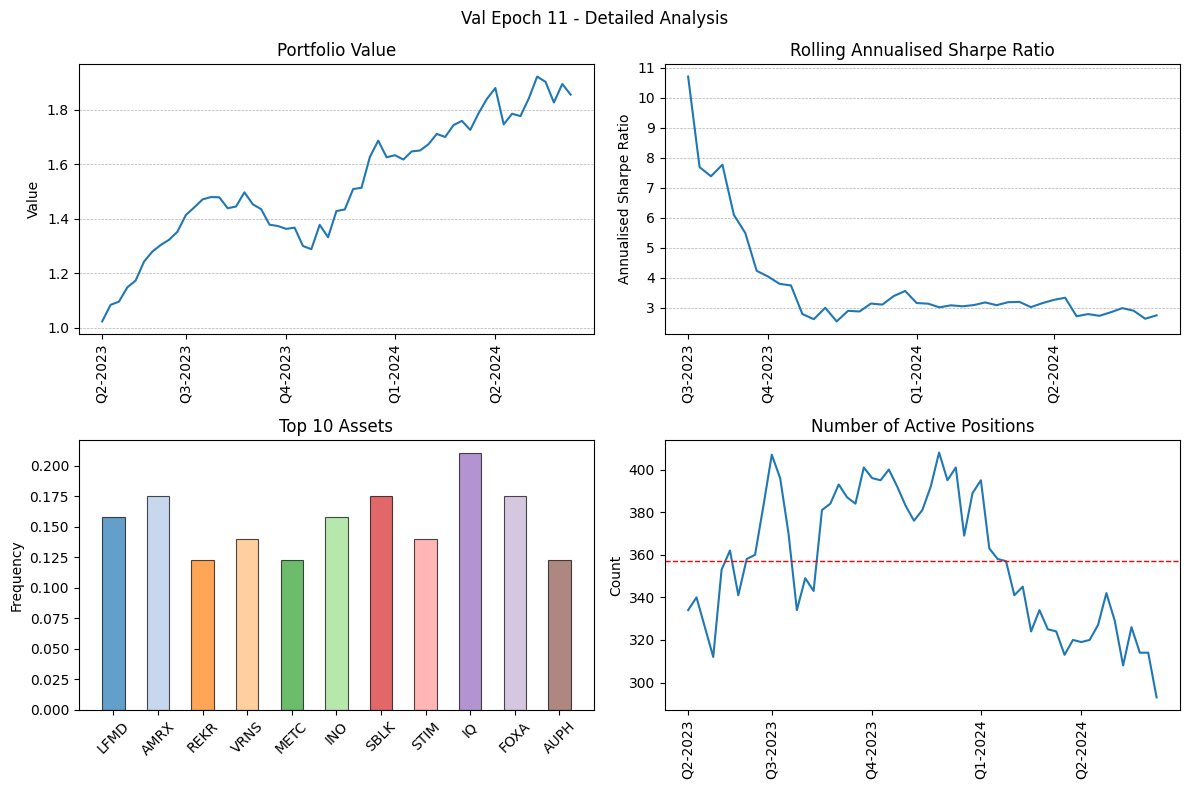 Val Epoch 11 - Detailed Analysis
Portfolio Value
Value
1.8
1.6
1.4
1.2
1.0
Q2-2023
Q3-2023
Q4-2023
Q1-2024
Q2-2024
Rolling Annualised Sharpe Ratio
Annualised Sharpe Ratio
11
10
9
8
7
6
5
4
3
Q3-2023
Q4-2023
Q1-2024
Q2-2024
Top 10 Assets
Frequency
0.200
0.175
0.150
0.125
0.100
0.075
0.050
0.025
0.000
LFMD
AMRX
REKR
VRNS
METC
INO
SBLK
STIM
IQ
FOXA
AUPH
Number of Active Positions
Count
400
380
360
340
320
300
Q2-2023
Q3-2023
Q4-2023
Q1-2024
Q2-2024